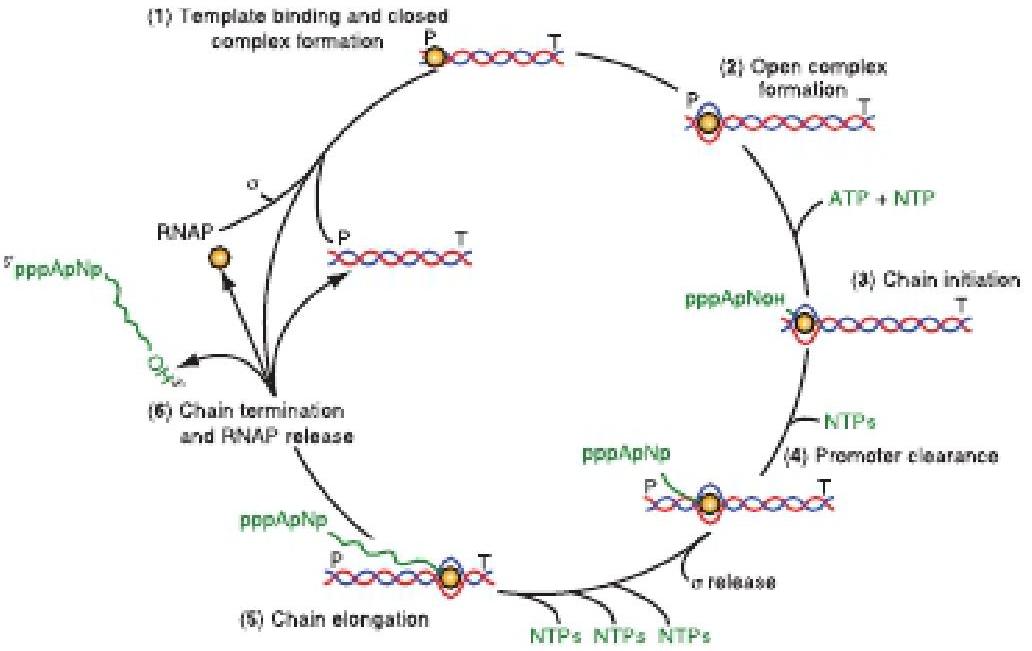 (1) Template binding and closed
complex formation
P
T
(2) Open complex
formation
P
T
ATP + NTP
(3) Chain initiation
pppApNOH
T
NTPs
(4) Promoter clearance
pppApNp
P
T
σ release
NTPs NTPs NTPs
(5) Chain elongation
pppApNp
P
T
(6) Chain termination
and RNAP release
5' pppApNp
OH 3'
RNAP
σ
P
T